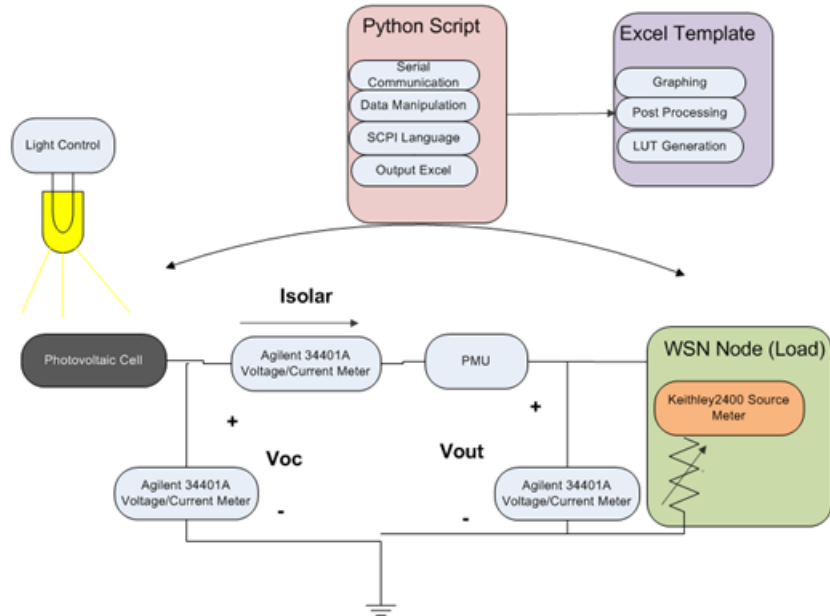 Python Script
Serial
Communication
Data Manipulation
SCPI Language
Output Excel
Excel Template
Graphing
Post Processing
LUT Generation
Light Control
Isolar
Photovoltaic Cell
Agilent 34401A
Voltage/Current Meter
PMU
WSN Node (Load)
Keithley2400 Source
Meter
+
Voc
-
Agilent 34401A
Voltage/Current Meter
+
Vout
-
Agilent 34401A
Voltage/Current Meter